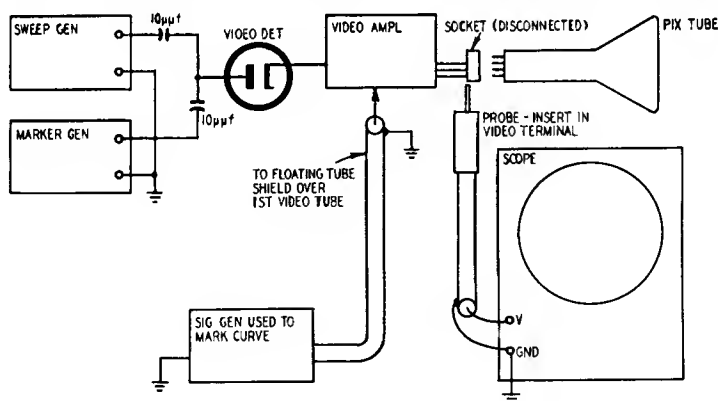 SWEEP GEN
10μμf
VIDEO DET
VIDEO AMPL
SOCKET (DISCONNECTED)
PIX TUBE
MARKER GEN
10μμf
PROBE - INSERT IN
VIDEO TERMINAL
SCOPE
TO FLOATING TUBE
SHIELD OVER
1ST VIDEO TUBE
SIG GEN USED TO
MARK CURVE
V
GND